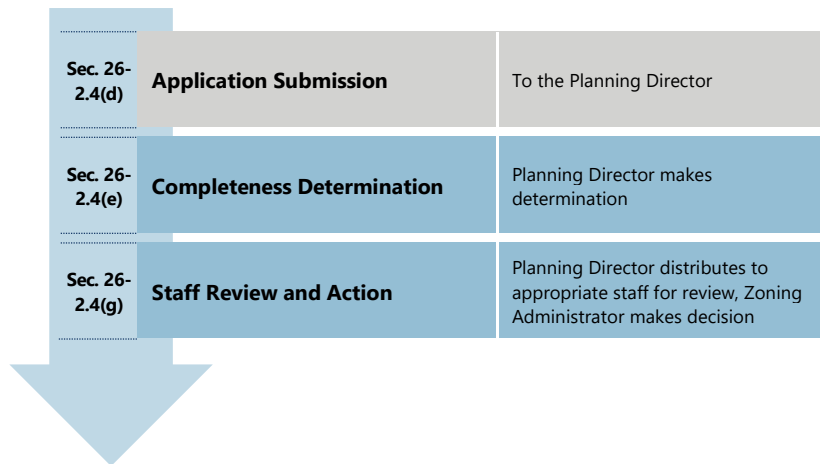 Sec. 26-
2.4(d)
Application Submission
To the Planning Director
Sec. 26-
2.4(e)
Completeness Determination
Planning Director makes
determination
Sec. 26-
2.4(g)
Staff Review and Action
Planning Director distributes to
appropriate staff for review, Zoning
Administrator makes decision